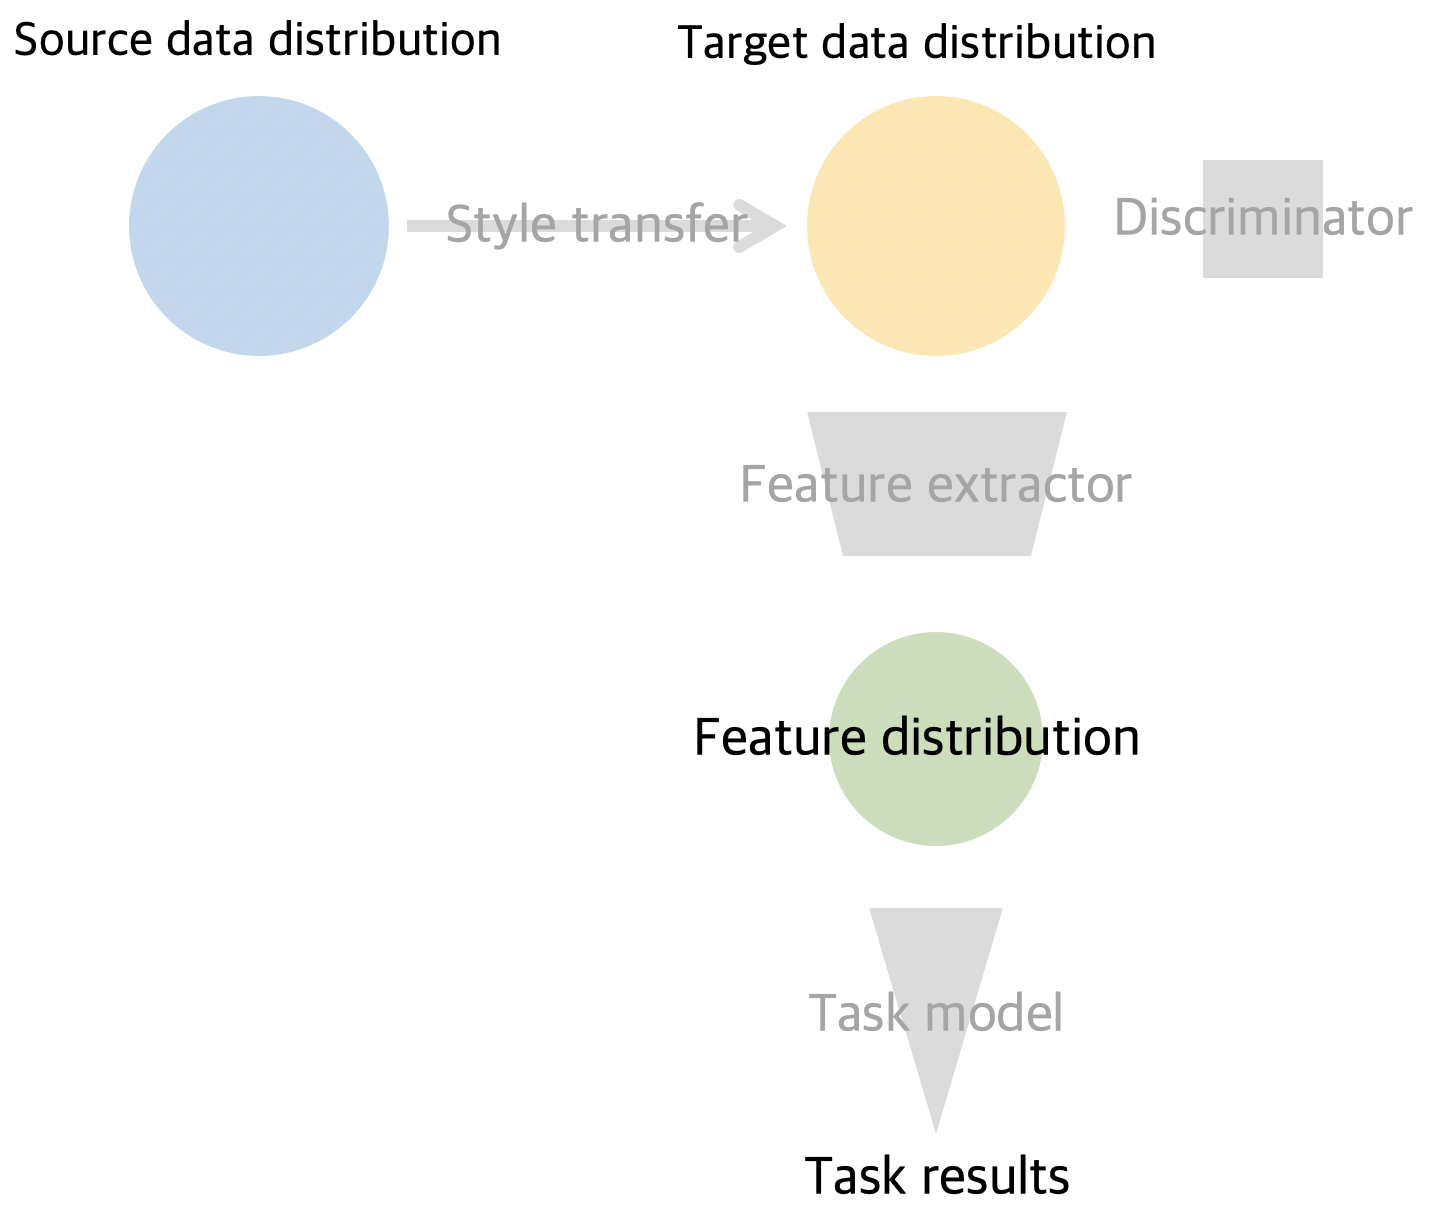 Source data distribution
Target data distribution
Style transfer
Discriminator
Feature extractor
Feature distribution
Task model
Task results